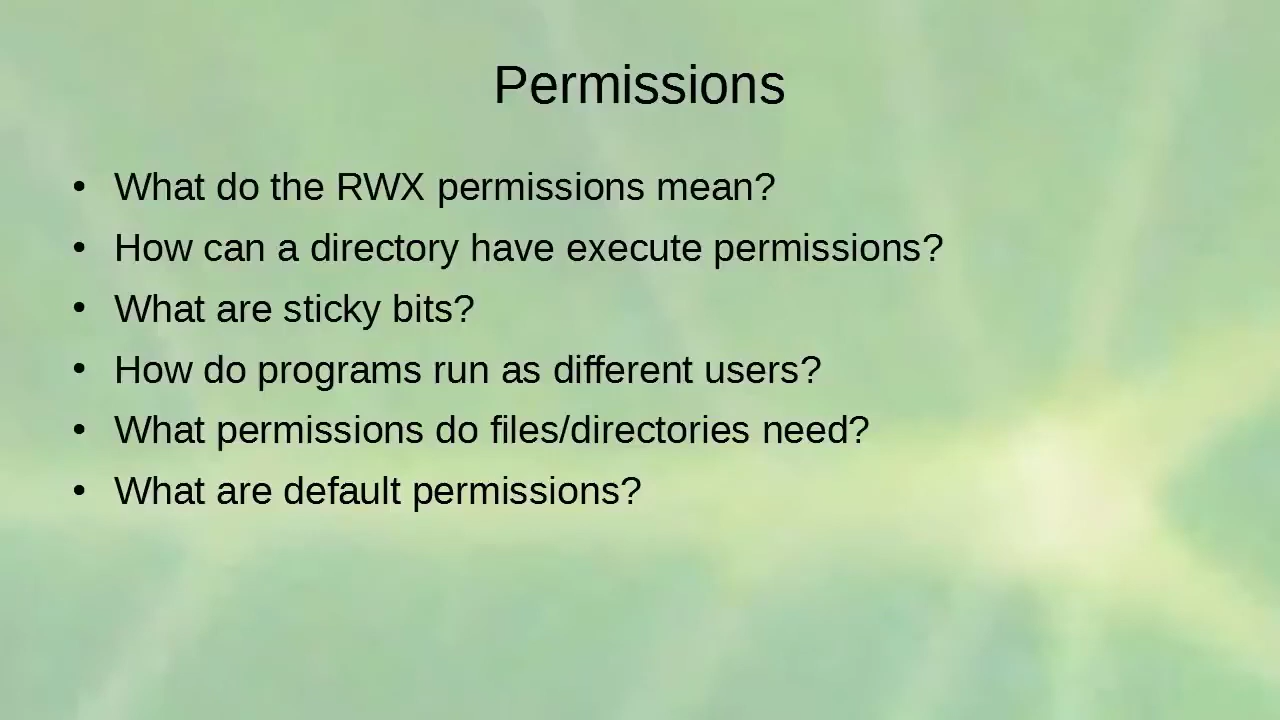 Permissions
• What do the RWX permissions mean?
• How can a directory have execute permissions?
• What are sticky bits?
• How do programs run as different users?
• What permissions do files/directories need?
• What are default permissions?